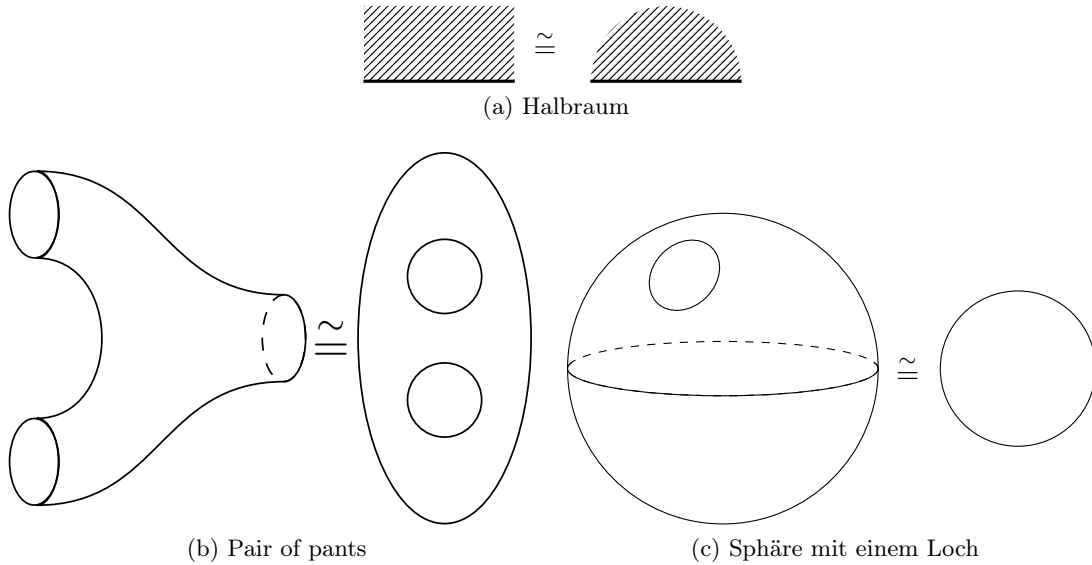 ≅
(a) Halbraum
≅
≅
(b) Pair of pants
(c) Sphäre mit einem Loch